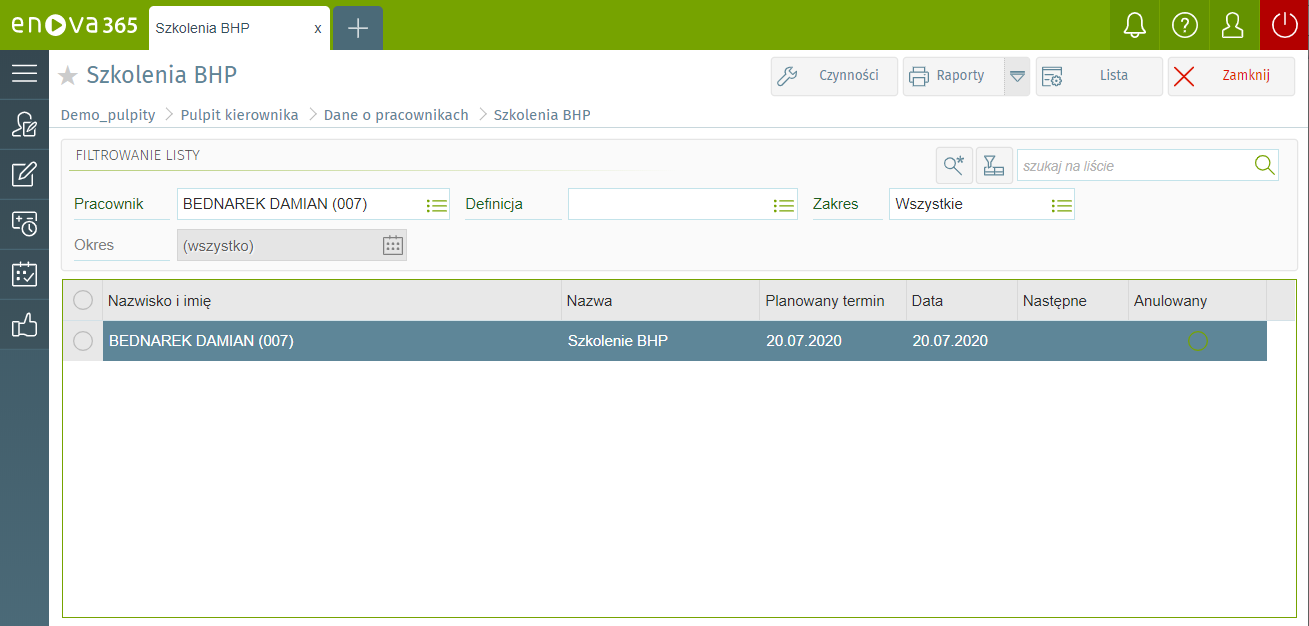 enova365
Szkolenia BHP x
Szkolenia BHP
Czynności Raporty Lista Zamknij
Demo_pulpity Pulpit kierownika Dane o pracownikach Szkolenia BHP
FILTROWANIE LISTY
szukaj na liście
Pracownik BEDNAREK DAMIAN (007) Definicja Zakres Wszystkie
Okres (wszystko)
Nazwisko i imię Nazwa Planowany termin Data Następne Anulowany
BEDNAREK DAMIAN (007) Szkolenie BHP 20.07.2020 20.07.2020